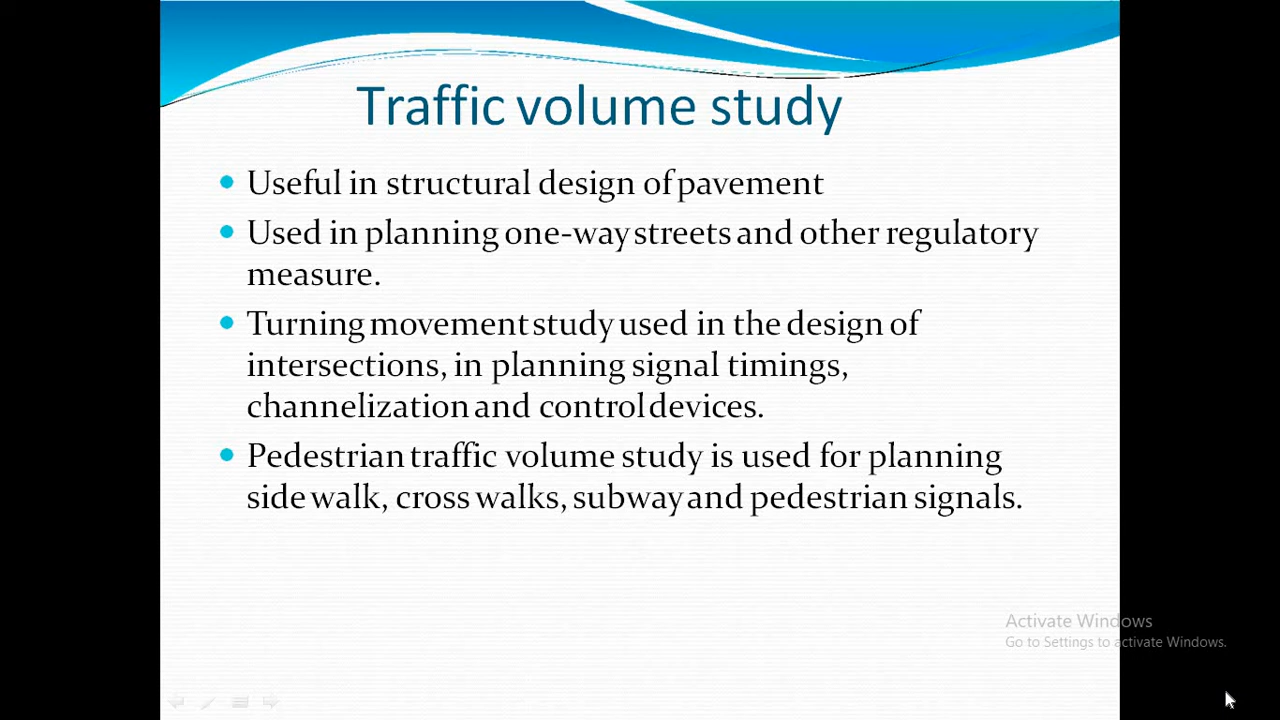 Traffic volume study
Useful in structural design of pavement
Used in planning one-way streets and other regulatory
measure.
Turning movement study used in the design of
intersections, in planning signal timings,
channelization and control devices.
Pedestrian traffic volume study is used for planning
side walk, cross walks, subway and pedestrian signals.
Activate Windows
Go to Settings to activate Windows.